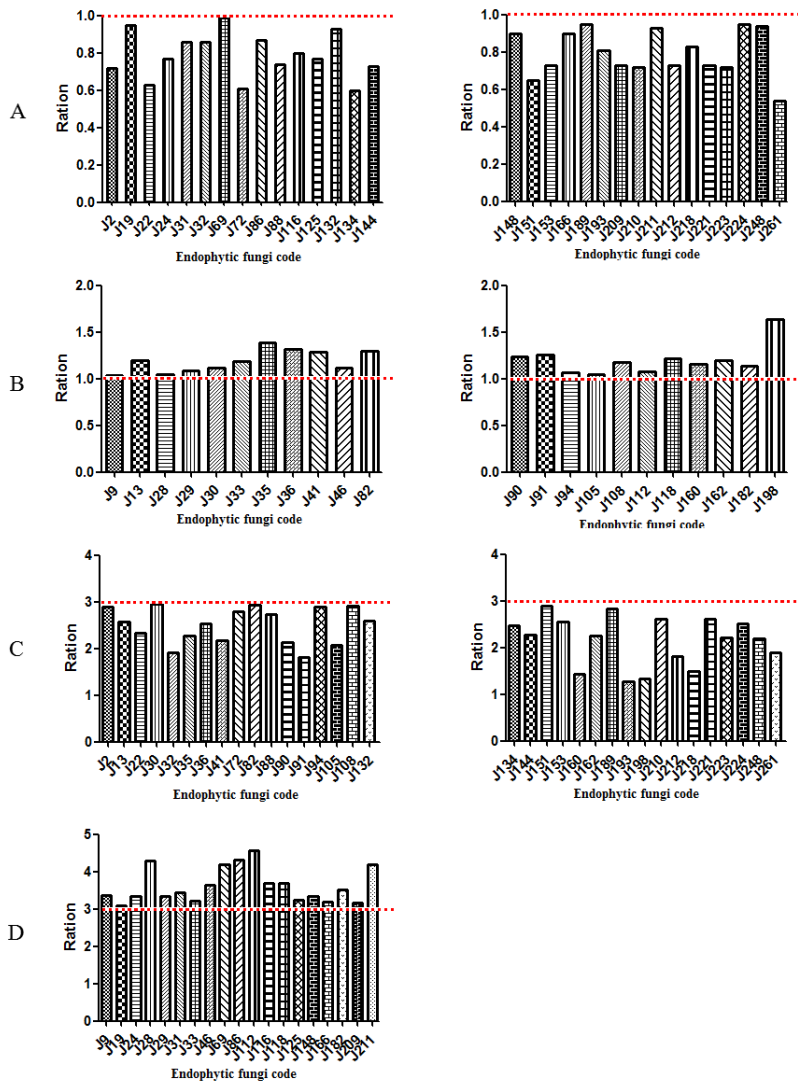 A
Ration
1.0
0.8
0.6
0.4
0.2
0.0
J2 J19 J22 J24 J31 J32 J69 J72 J86 J88 J116 J125 J132 J134 J144
Endophytic fungi code
Ration
1.0
0.8
0.6
0.4
0.2
0.0
J148 J151 J153 J166 J189 J193 J209 J210 J211 J212 J218 J221 J223 J224 J248 J261
Endophytic fungi code
B
Ration
2.0
1.5
1.0
0.5
0.0
J9 J13 J28 J29 J30 J33 J35 J36 J41 J46 J82
Endophytic fungi code
Ration
2.0
1.5
1.0
0.5
0.0
J90 J91 J94 J105 J108 J112 J118 J160 J162 J182 J198
Endophytic fungi code
C
Ration
4
3
2
1
0
J2 J13 J22 J30 J32 J35 J36 J41 J72 J82 J88 J90 J91 J94 J105 J108 J132
Endophytic fungi code
Ration
4
3
2
1
0
J134 J144 J151 J153 J160 J162 J189 J193 J198 J210 J212 J218 J221 J223 J224 J248 J261
Endophytic fungi code
D
Ration
5
4
3
2
1
0
J9 J19 J24 J28 J29 J31 J33 J46 J69 J86 J112 J116 J118 J125 J148 J166 J182 J209 J211
Endophytic fungi code